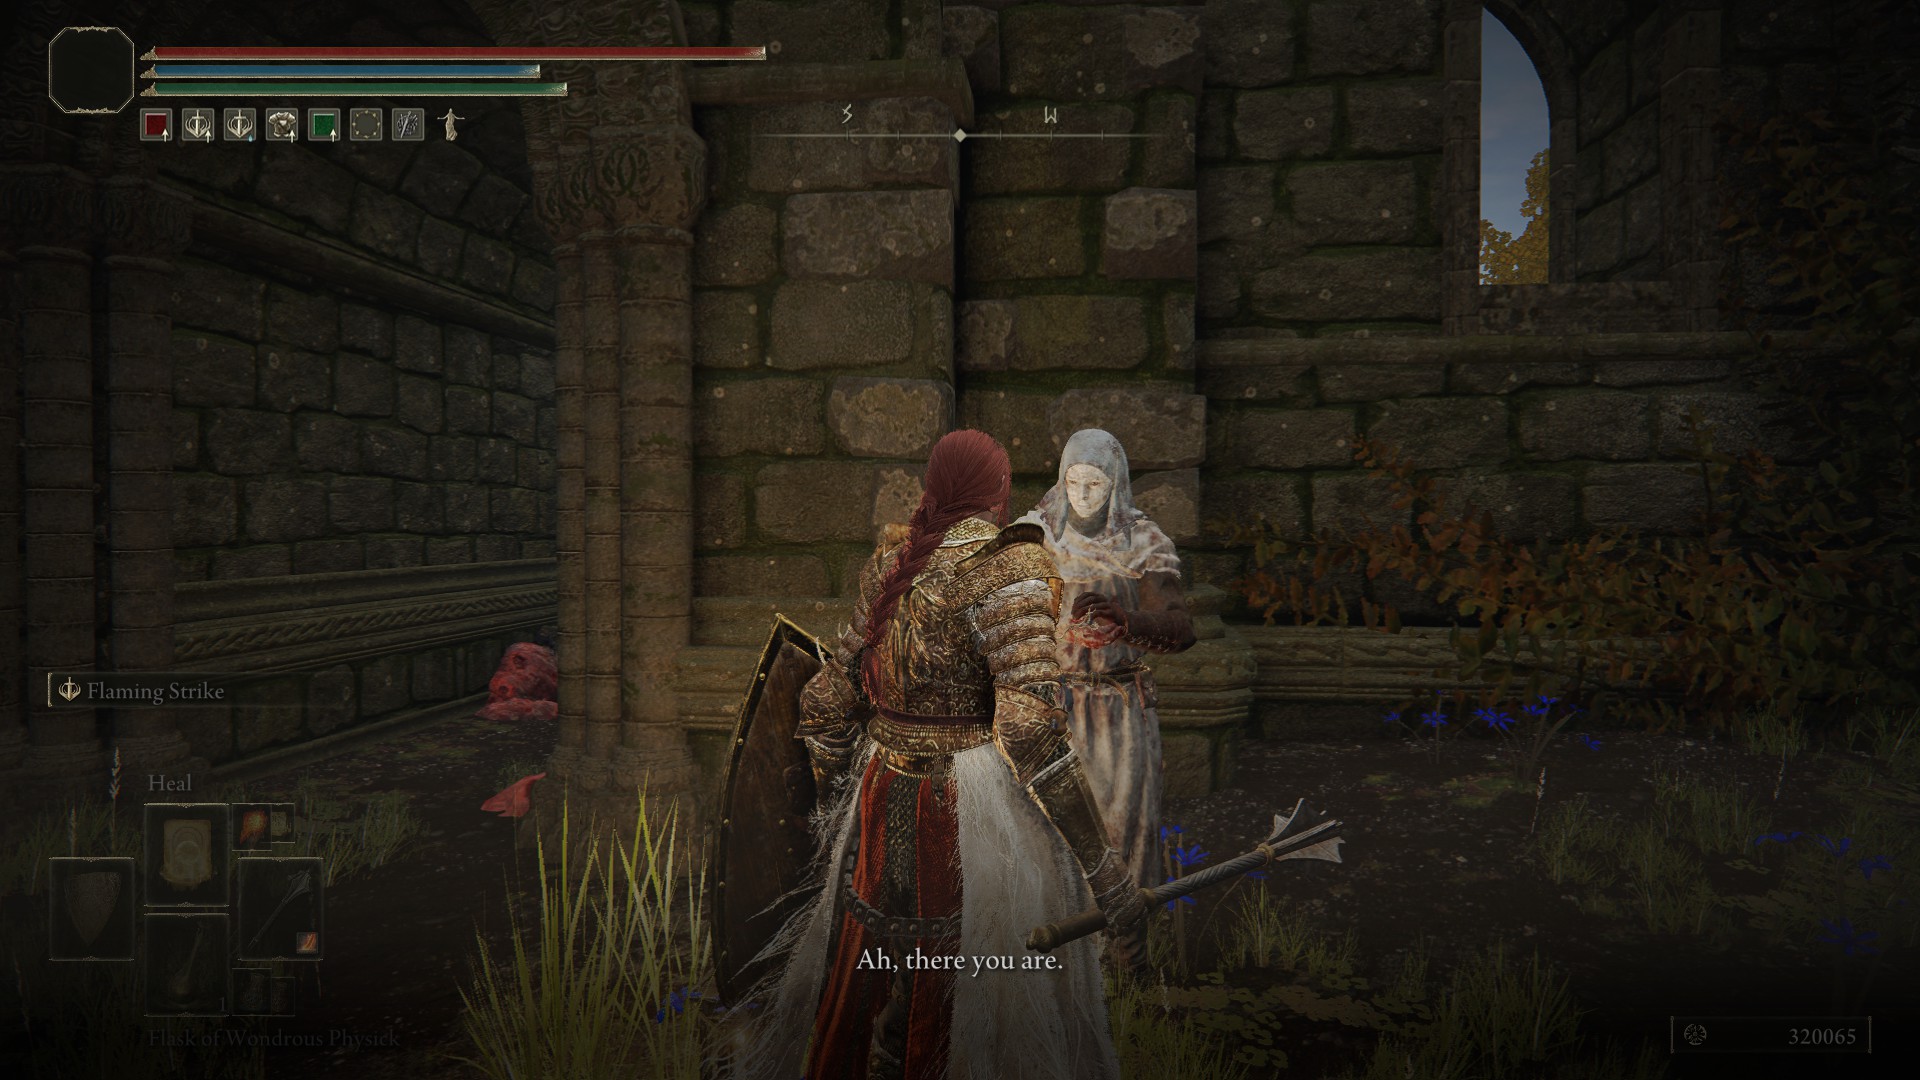 S W
Flaming Strike
Heal
Ah, there you are.
1
Flask of Wondrous Physick
320065